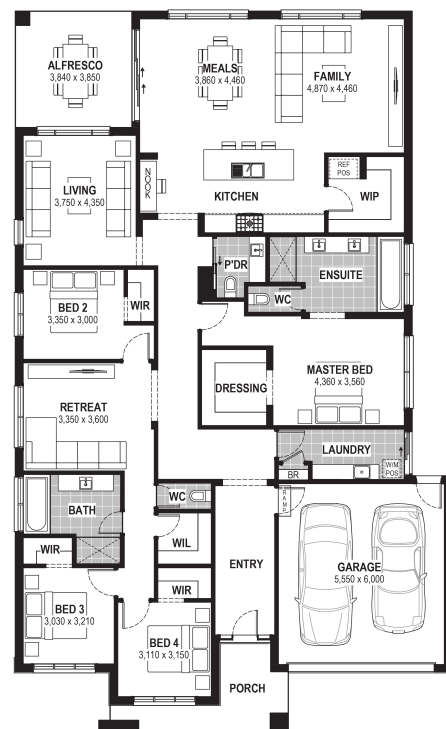 ALFRESCO
3,840 x 3,850
MEALS
3,860 x 4,460
FAMILY
4,870 x 4,460
LIVING
3,750 x 4,350
NOOK
KITCHEN
REF
POS
WIP
P'DR
ENSUITE
WC
BED 2
3,350 x 3,000
WIR
DRESSING
MASTER BED
4,360 x 3,560
RETREAT
3,350 x 3,600
LAUNDRY
W/M
POS
BR
BATH
WC
RAMP
WIL
WIR
ENTRY
GARAGE
5,550 x 6,000
WIR
BED 3
3,030 x 3,210
BED 4
3,110 x 3,150
PORCH